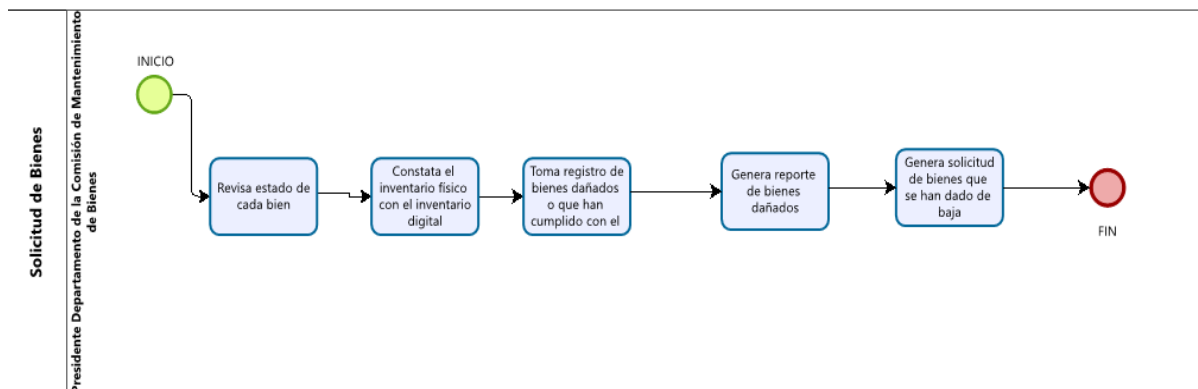 Solicitud de Bienes
Presidente Departamento de la Comisión de Mantenimiento
de Bienes
INICIO
Revisa estado de
cada bien
Constata el
inventario físico
con el inventario
digital
Toma registro de
bienes dañados
o que han
cumplido con el
Genera reporte
de bienes
dañados
Genera solicitud
de bienes que
se han dado de
baja
FIN